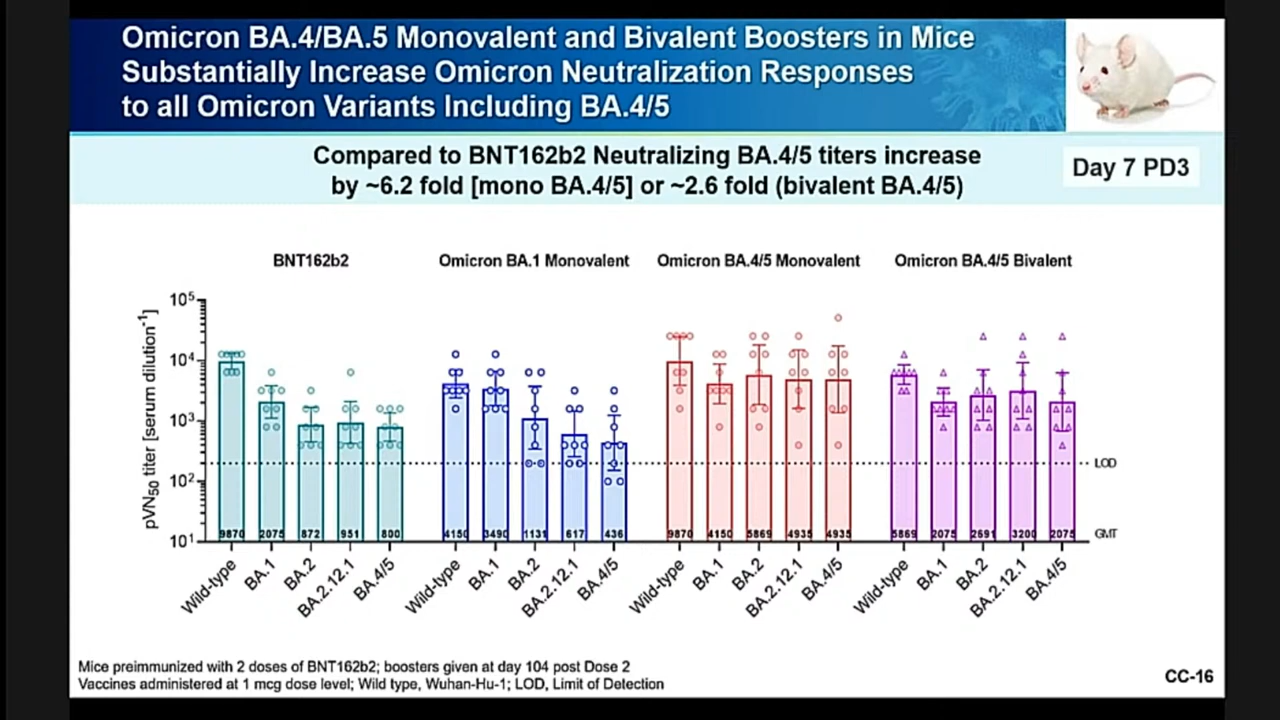 Omicron BA.4/BA.5 Monovalent and Bivalent Boosters in Mice
Substantially Increase Omicron Neutralization Responses
to all Omicron Variants Including BA.4/5
Compared to BNT162b2 Neutralizing BA.4/5 titers increase
by ~6.2 fold [mono BA.4/5] or ~2.6 fold (bivalent BA.4/5)
Day 7 PD3
BNT162b2
Omicron BA.1 Monovalent
Omicron BA.4/5 Monovalent
Omicron BA.4/5 Bivalent
pVN50 titer [serum dilution-1]
10⁵
10⁴
10³
10²
10¹
LOD
9870 2075 872 951 800
4150 3490 1131 617 436
9870 4150 5869 4935 4935
5869 2075 2691 3200 2075
GMT
Wild-type BA.1 BA.2 BA.2.12.1 BA.4/5
Wild-type BA.1 BA.2 BA.2.12.1 BA.4/5
Wild-type BA.1 BA.2 BA.2.12.1 BA.4/5
Wild-type BA.1 BA.2 BA.2.12.1 BA.4/5
Mice preimmunized with 2 doses of BNT162b2; boosters given at day 104 post Dose 2
Vaccines administered at 1 mcg dose level; Wild type, Wuhan-Hu-1; LOD, Limit of Detection
CC-16